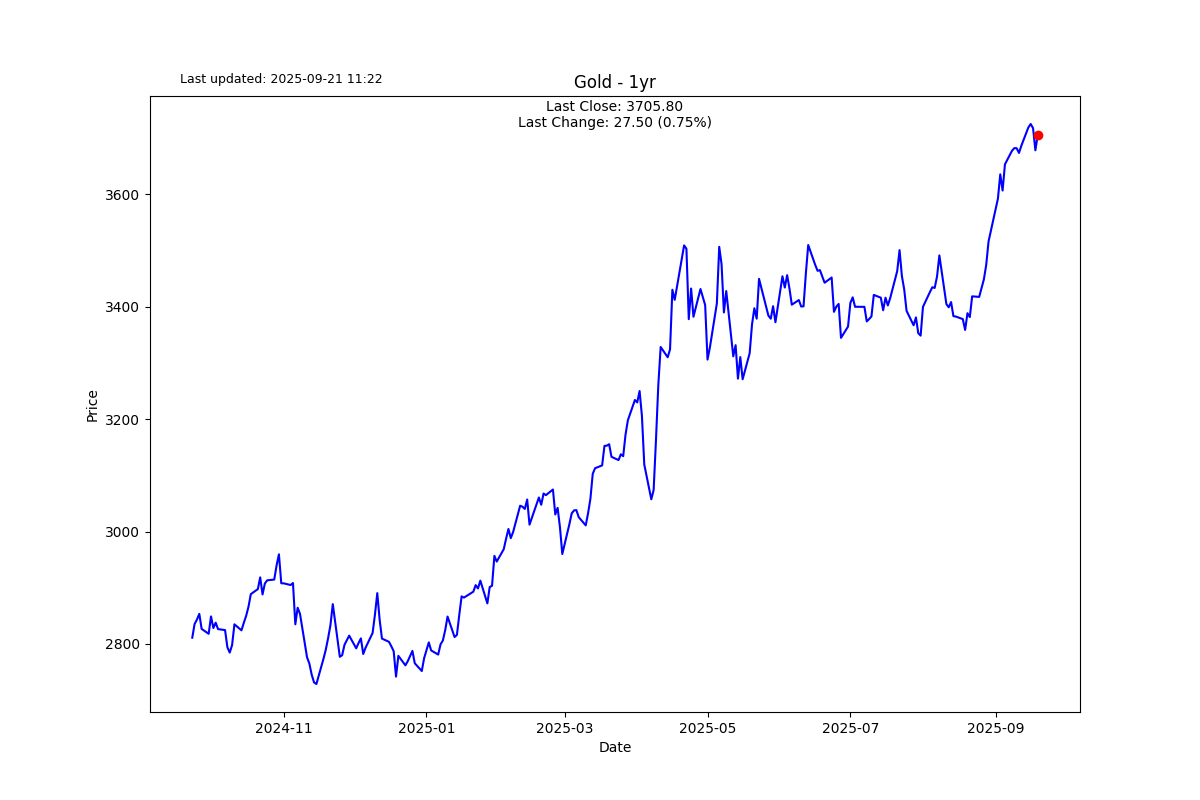 Last updated: 2025-09-21 11:22
Gold - 1yr
Last Close: 3705.80
Last Change: 27.50 (0.75%)
3600
3400
3200
3000
2800
Price
2024-11
2025-01
2025-03
2025-05
2025-07
2025-09
Date